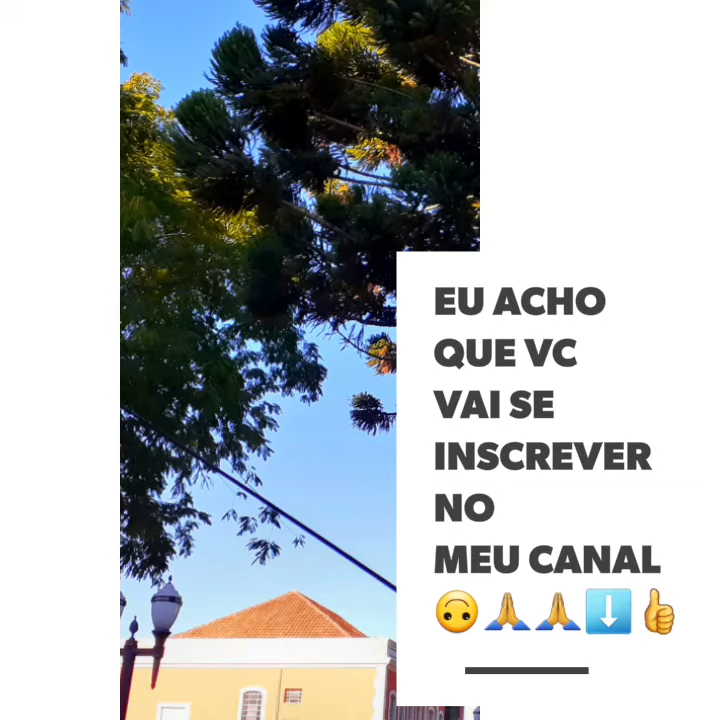 EU ACHO
QUE VC
VAI SE
INSCREVER
NO
MEU CANAL
🙃🙏🙏⬇️👍